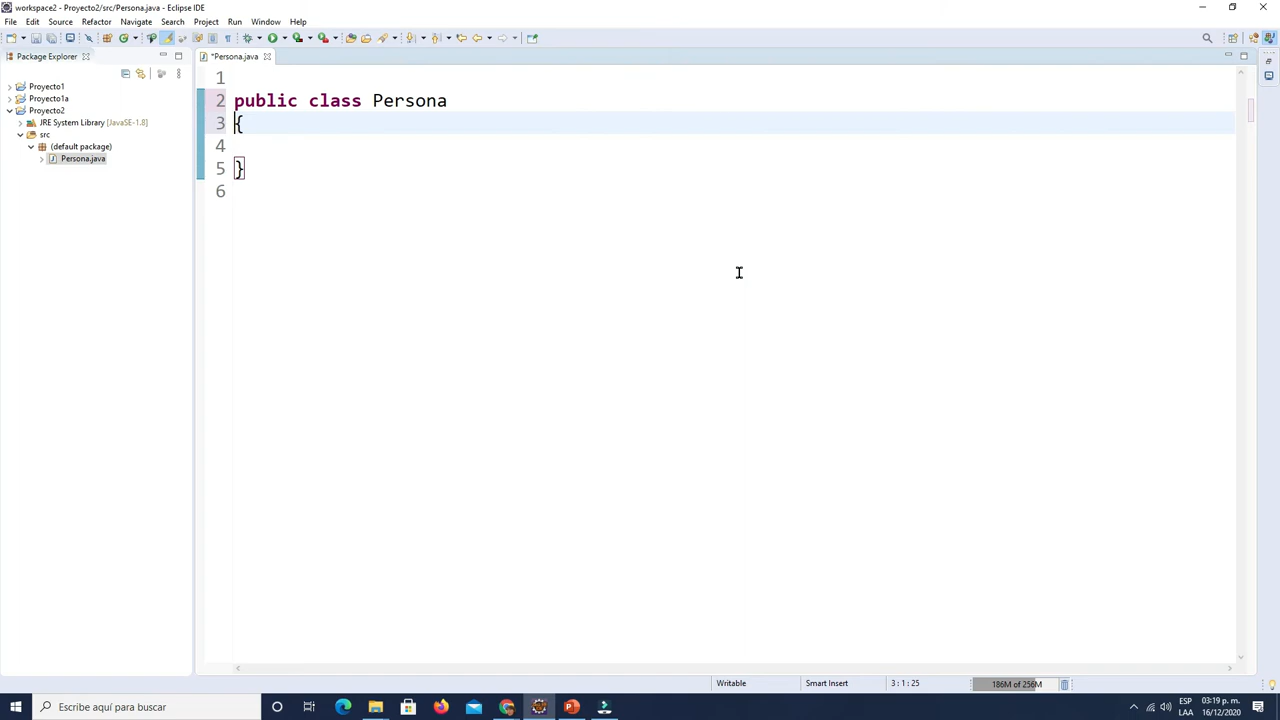 workspace2 - Proyecto2/src/Persona.java - Eclipse IDE
File Edit Source Refactor Navigate Search Project Run Window Help
Package Explorer
*Persona.java
Proyecto1
Proyecto1a
Proyecto2
JRE System Library [JavaSE-1.8]
src
(default package)
Persona.java
1
2 public class Persona
3 {
4
5 }
6
Writable Smart Insert 3 : 1 : 25 186M of 256M
Escribe aquí para buscar
ESP 03:19 p. m.
LAA 16/12/2020